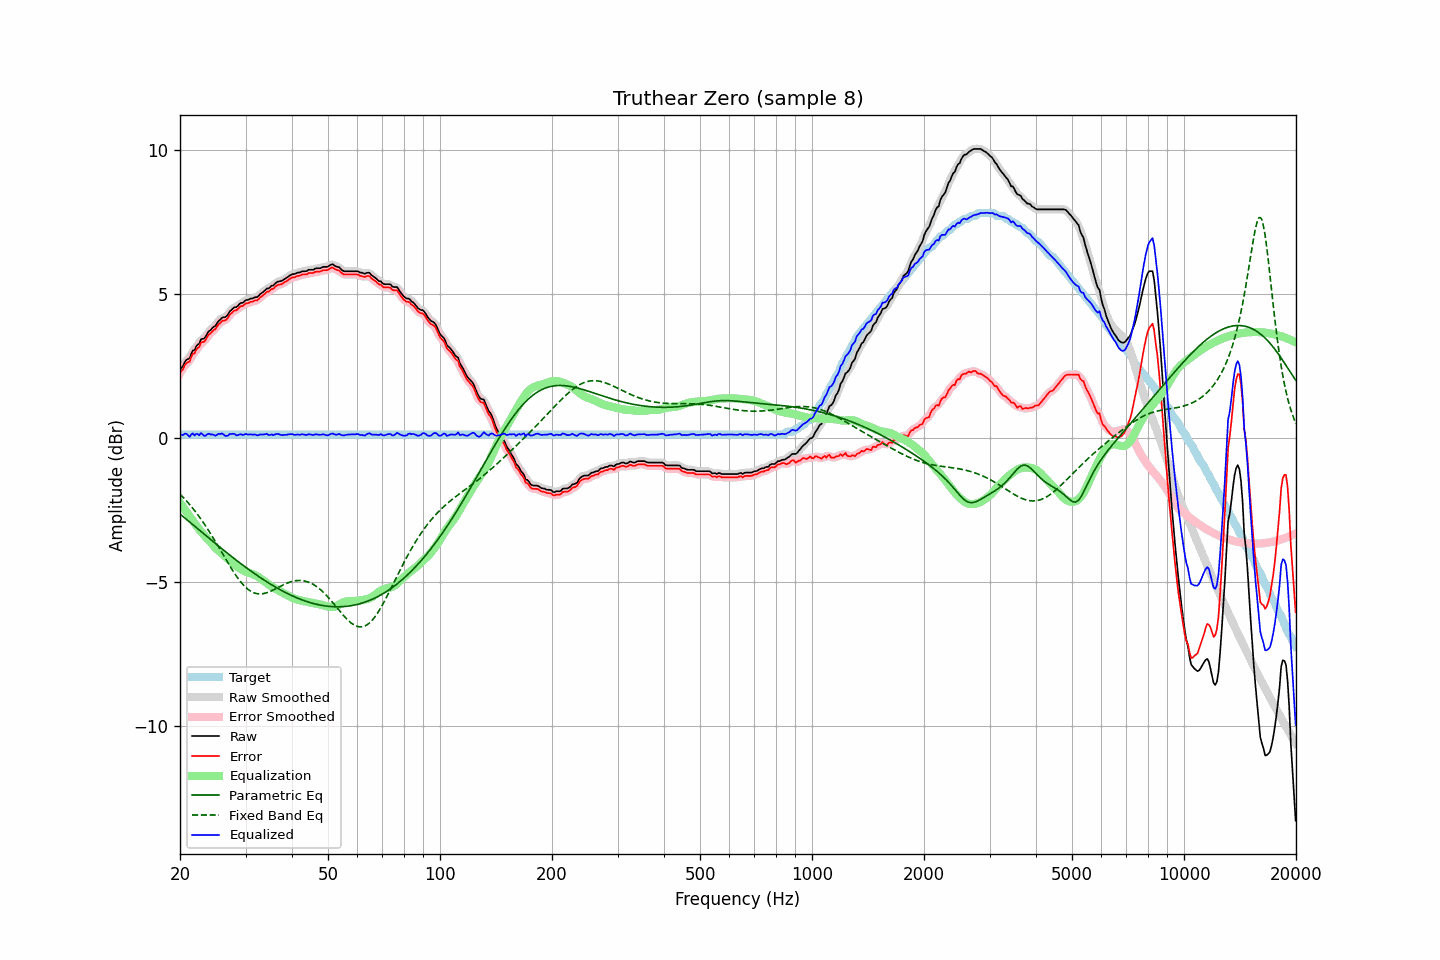 Truthear Zero (sample 8)
10
5
0
−5
−10
Amplitude (dBr)
Target
Raw Smoothed
Error Smoothed
Raw
Error
Equalization
Parametric Eq
Fixed Band Eq
Equalized
20 50 100 200 500 1000 2000 5000 10000 20000
Frequency (Hz)